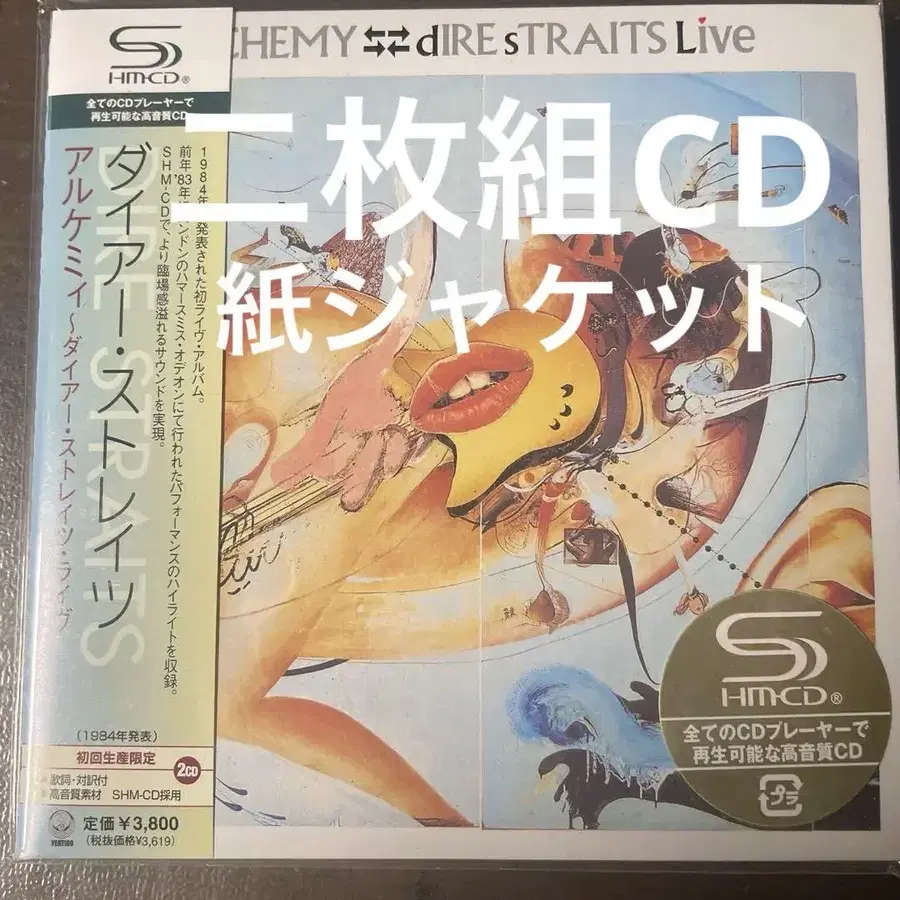 CHEMY dIRE sTRAITS Live
SHM-CD®
全てのCDプレーヤーで
再生可能な高音質CD
二枚組CD
紙ジャケット
DIRE STRAITS
ダイアー・ストレイツ
アルケミィ〜ダイアー・ストレイツ・ライヴ
1984年 発表された初ライヴ・アルバム。
前年'83年 ンドンのハマースミス・オデオンにて行われたパフォーマンスのハイライトを収録。
SHM-CDで、より臨場感溢れるサウンドを実現。
(1984年発表)
初回生産限定
2CD
歌詞・対訳付
高音質素材 SHM-CD採用
VERTIGO
定価¥3,800
(税抜価格¥3,619)
SHM-CD®
全てのCDプレーヤーで
再生可能な高音質CD
プラ